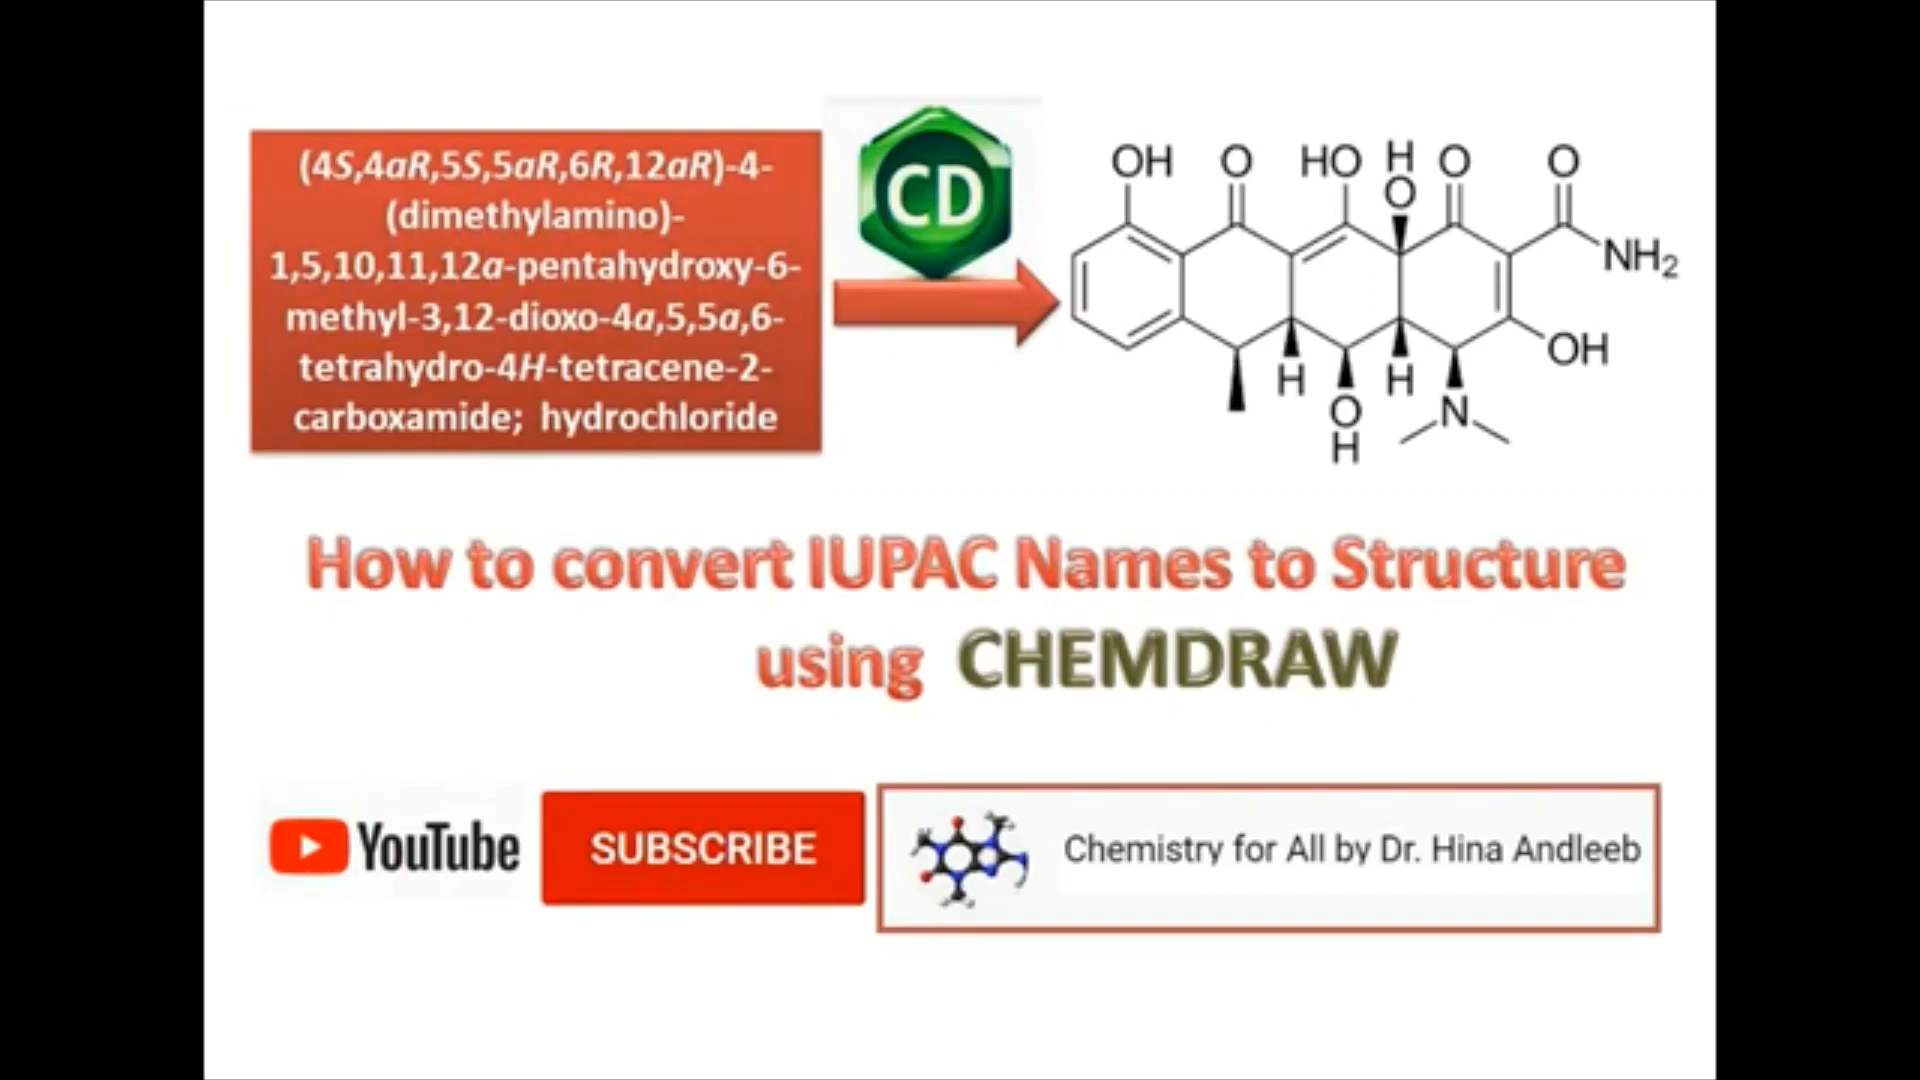 (4S,4aR,5S,5aR,6R,12aR)-4-
(dimethylamino)-
1,5,10,11,12a-pentahydroxy-6-
methyl-3,12-dioxo-4a,5,5a,6-
tetrahydro-4H-tetracene-2-
carboxamide; hydrochloride
CD
OH O HO H O O
O
NH2
OH
H H
O N
H
How to convert IUPAC Names to Structure
using CHEMDRAW
YouTube
SUBSCRIBE
Chemistry for All by Dr. Hina Andleeb